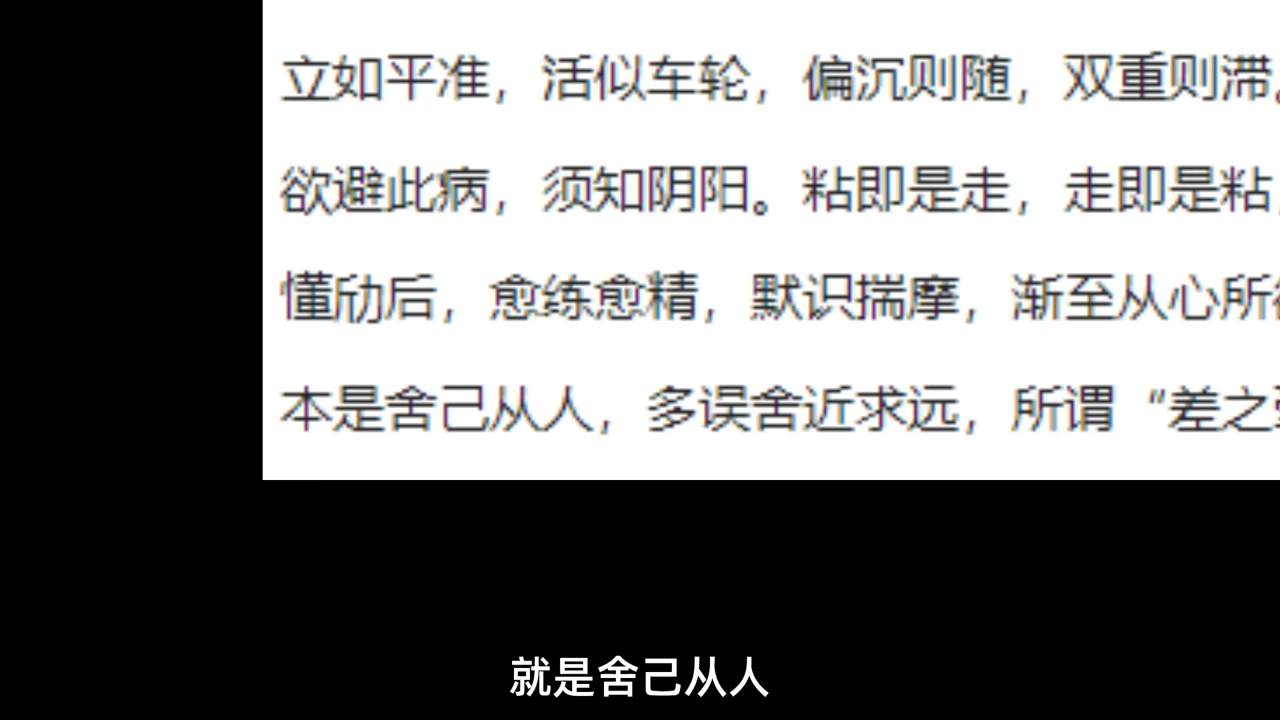 立如平准，活似车轮，偏沉则随，双重则滞
欲避此病，须知阴阳。粘即是走，走即是粘
懂劢后，愈练愈精，默识揣摩，渐至从心所
本是舍己从人，多误舍近求远，所谓“差之
就是舍己从人